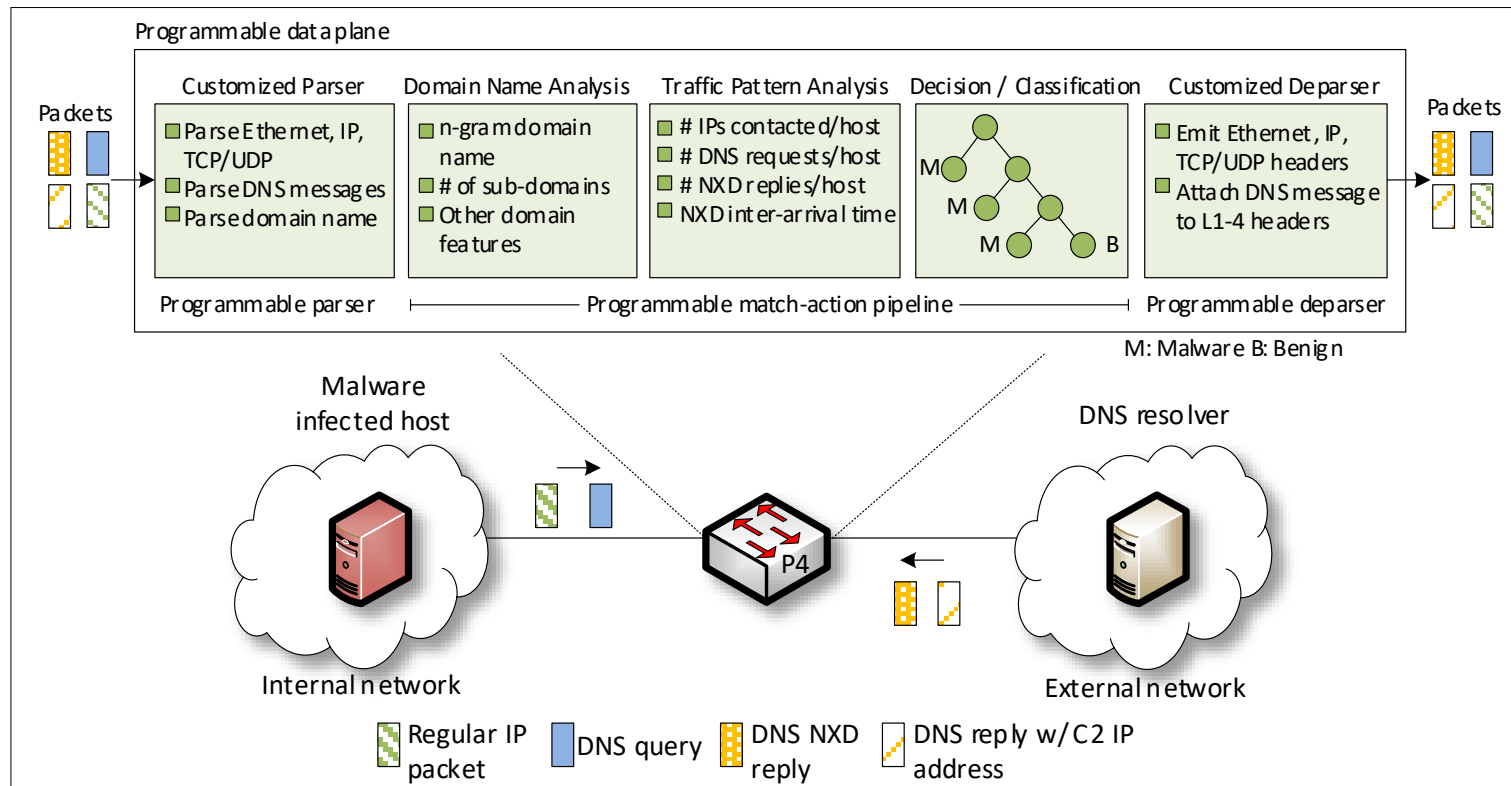 Programmable data plane
Customized Parser
Domain Name Analysis
Traffic Pattern Analysis
Decision / Classification
Customized Deparser
Packets
Parse Ethernet, IP,
TCP/UDP
Parse DNS messages
Parse domain name
n-gram domain
name
# of sub-domains
Other domain
features
# IPs contacted/host
# DNS requests/host
# NXD replies/host
NXD inter-arrival time
M
M
M
B
Emit Ethernet, IP,
TCP/UDP headers
Attach DNS message
to L1-4 headers
Packets
Programmable parser
Programmable match-action pipeline
Programmable deparser
M: Malware B: Benign
Malware
infected host
DNS resolver
P4
Internal network
External network
Regular IP
packet
DNS query
DNS NXD
reply
DNS reply w/ C2 IP
address